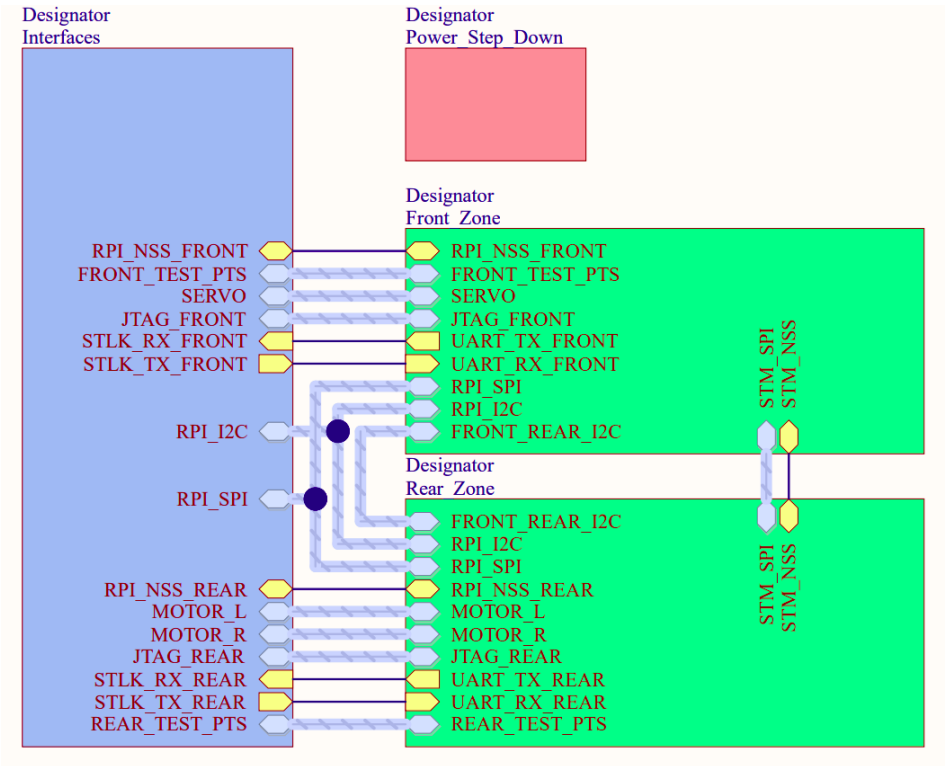 Designator
Interfaces
Designator
Power_Step_Down
Designator
Front_Zone
RPI_NSS_FRONT
FRONT_TEST_PTS
SERVO
JTAG_FRONT
STLK_RX_FRONT
STLK_TX_FRONT
RPI_I2C
RPI_SPI
RPI_NSS_REAR
MOTOR_L
MOTOR_R
JTAG_REAR
STLK_RX_REAR
STLK_TX_REAR
REAR_TEST_PTS
RPI_NSS_FRONT
FRONT_TEST_PTS
SERVO
JTAG_FRONT
UART_TX_FRONT
UART_RX_FRONT
RPI_SPI
RPI_I2C
FRONT_REAR_I2C
STM_SPI
STM_NSS
Designator
Rear_Zone
FRONT_REAR_I2C
RPI_I2C
RPI_SPI
RPI_NSS_REAR
MOTOR_L
MOTOR_R
JTAG_REAR
UART_TX_REAR
UART_RX_REAR
REAR_TEST_PTS
STM_SPI
STM_NSS